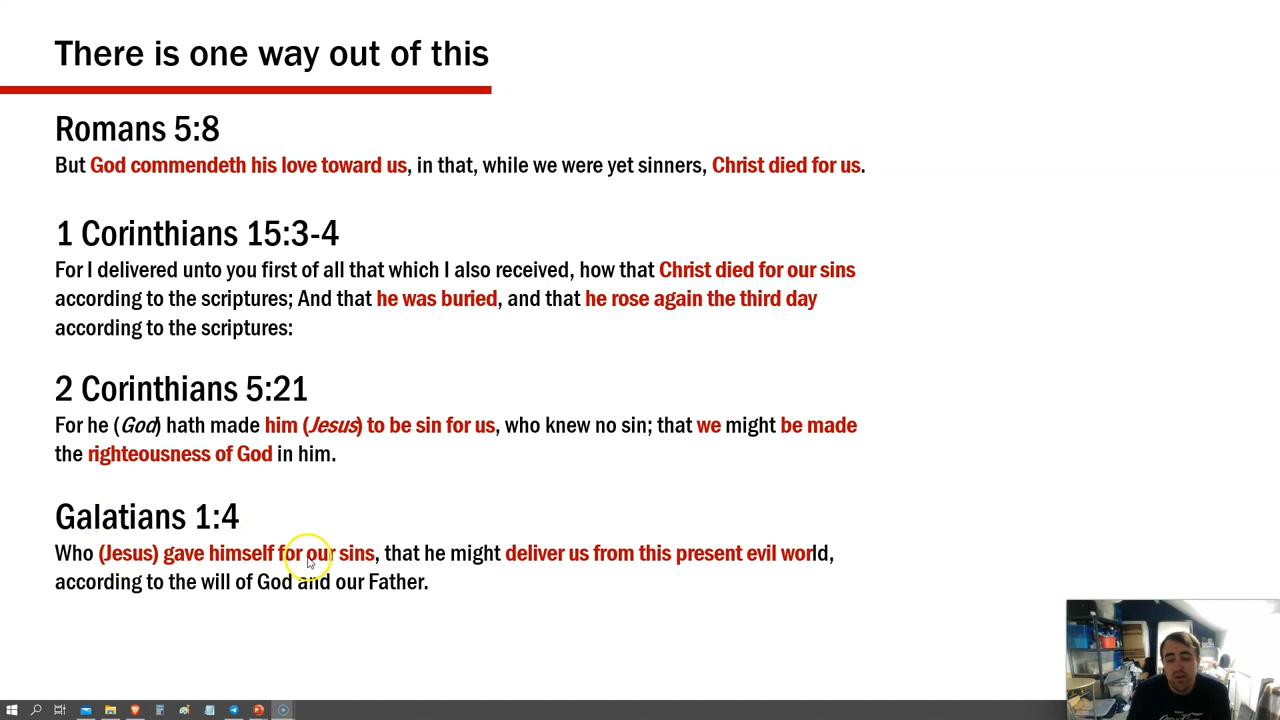 There is one way out of this
Romans 5:8
But God commendeth his love toward us, in that, while we were yet sinners, Christ died for us.
1 Corinthians 15:3-4
For I delivered unto you first of all that which I also received, how that Christ died for our sins
according to the scriptures; And that he was buried, and that he rose again the third day
according to the scriptures:
2 Corinthians 5:21
For he (God) hath made him (Jesus) to be sin for us, who knew no sin; that we might be made
the righteousness of God in him.
Galatians 1:4
Who (Jesus) gave himself for our sins, that he might deliver us from this present evil world,
according to the will of God and our Father.